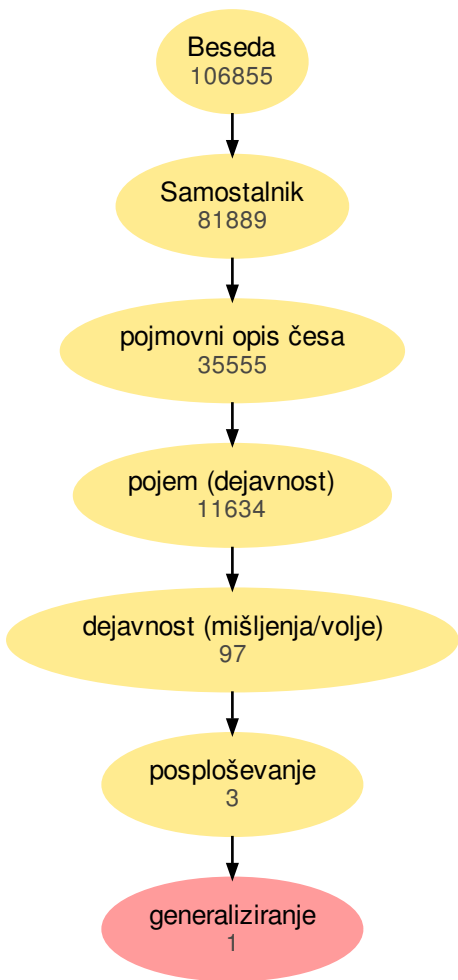 Beseda
106855
Samostalnik
81889
pojmovni opis česa
35555
pojem (dejavnost)
11634
dejavnost (mišljenja/volje)
97
posploševanje
3
generaliziranje
1